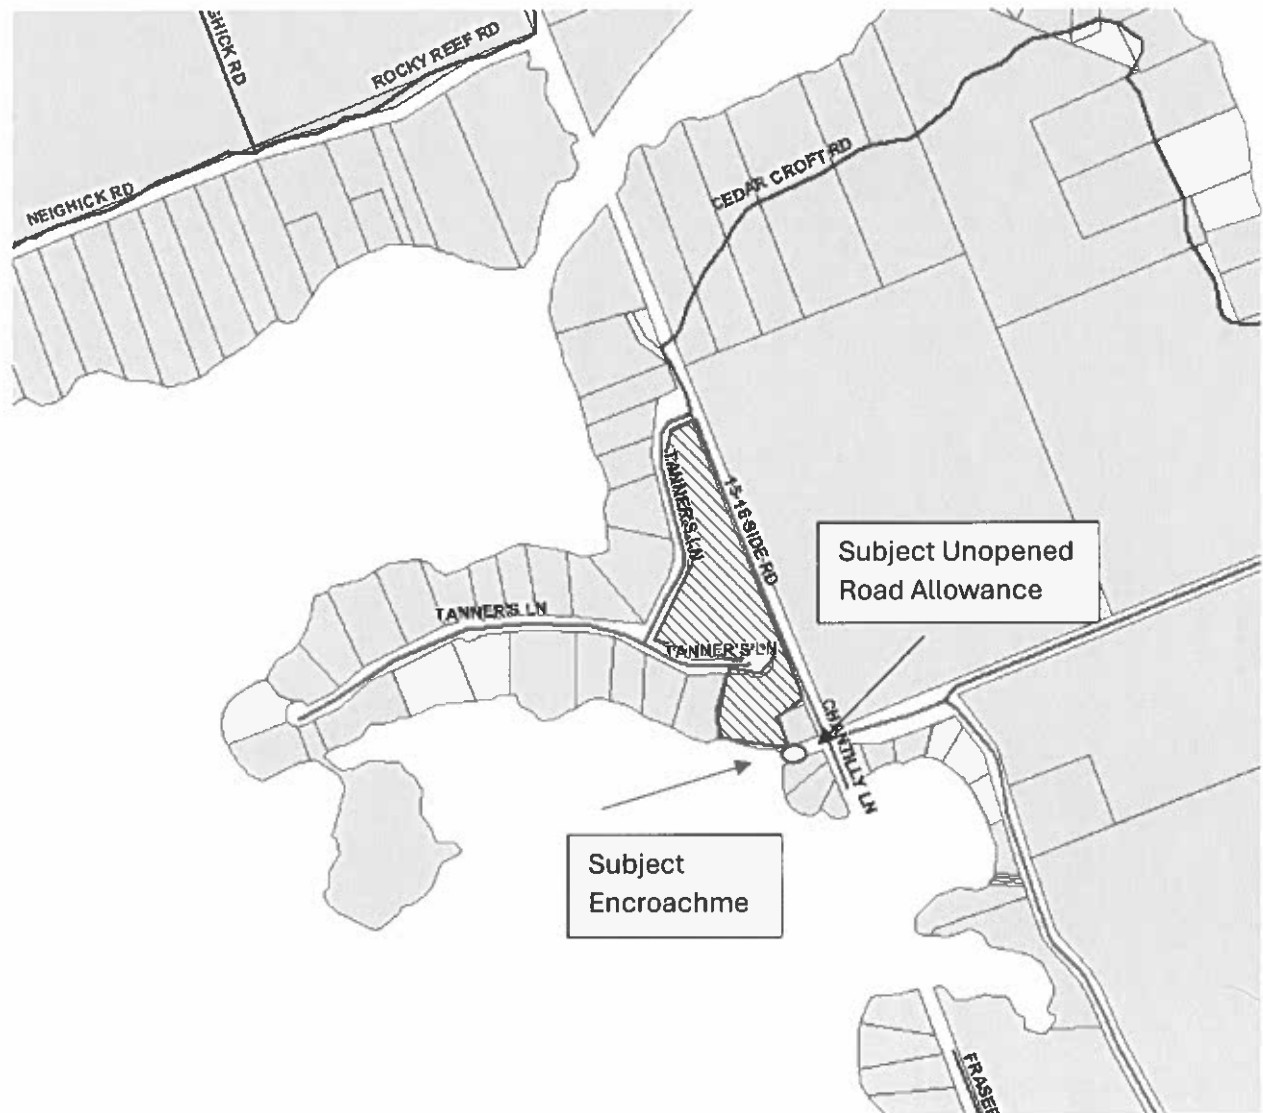 GHICK RD
ROCKY REEF RD
NEIGHICK RD
CEDAR CROFT RD
TANNER'S LN
15-16 SIDE RD
Subject Unopened
Road Allowance
TANNER'S LN
TANNER'S LN
CHANTILLY LN
Subject
Encroachme
FRASER